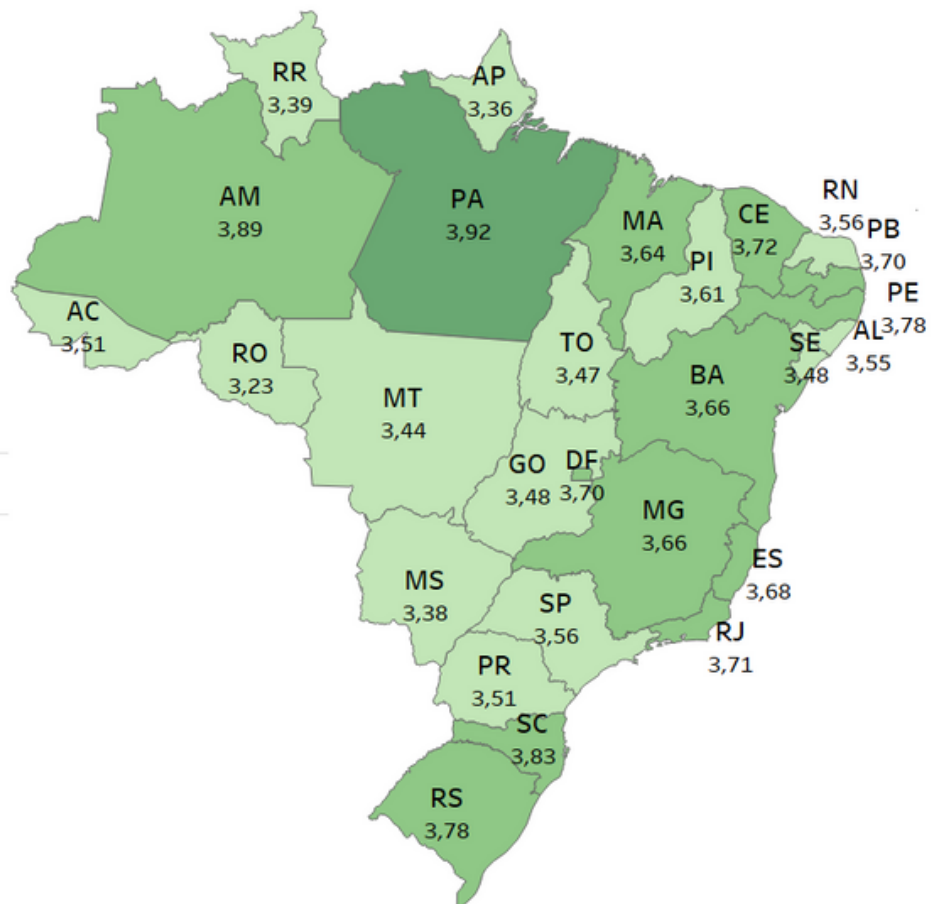 RR
3,39
AP
3,36
AM
3,89
PA
3,92
MA
3,64
PI
3,61
CE
3,72
RN
3,56
PB
3,70
PE
3,78
AL
3,55
SE
3,48
AC
3,51
RO
3,23
TO
3,47
BA
3,66
MT
3,44
GO
3,48
DF
3,70
MG
3,66
ES
3,68
MS
3,38
SP
3,56
RJ
3,71
PR
3,51
SC
3,83
RS
3,78